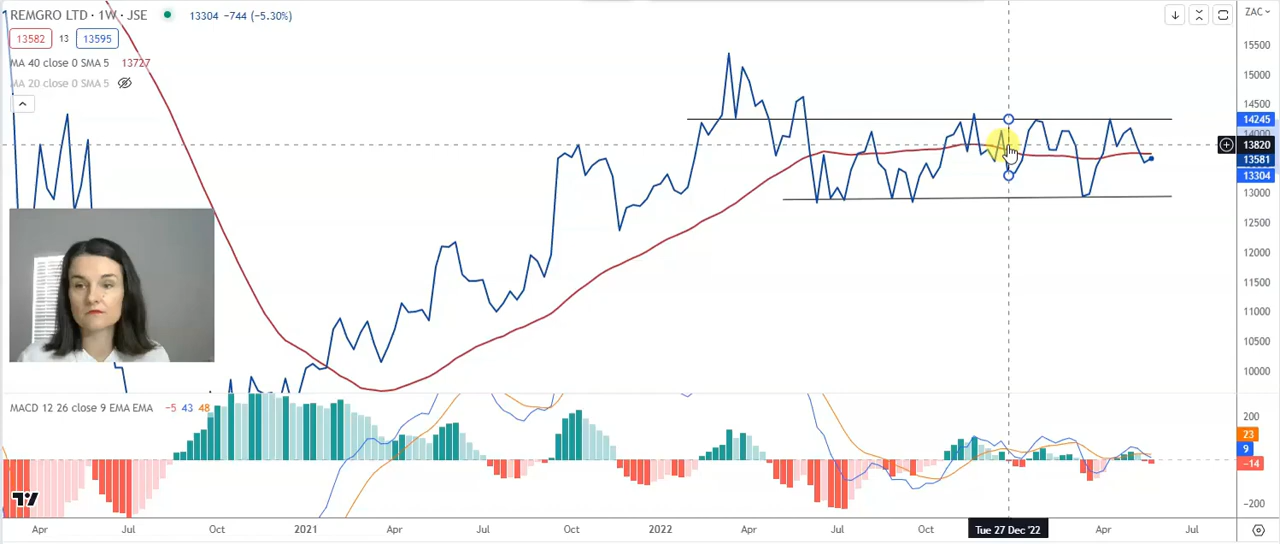 REMGRO LTD · 1W · JSE 13304 −744 (−5.30%)
13582 13 13595
MA 40 close 0 SMA 5 13727
MA 20 close 0 SMA 5
ZAC
15500
15000
14500
14245
14000
13820
13581
13304
13000
12500
12000
11500
11000
10500
10000
MACD 12 26 close 9 EMA EMA −5 43 48
200
23
9
−14
−200
Apr Jul Oct 2021 Apr Jul Oct 2022 Apr Jul Oct Tue 27 Dec '22 Apr Jul